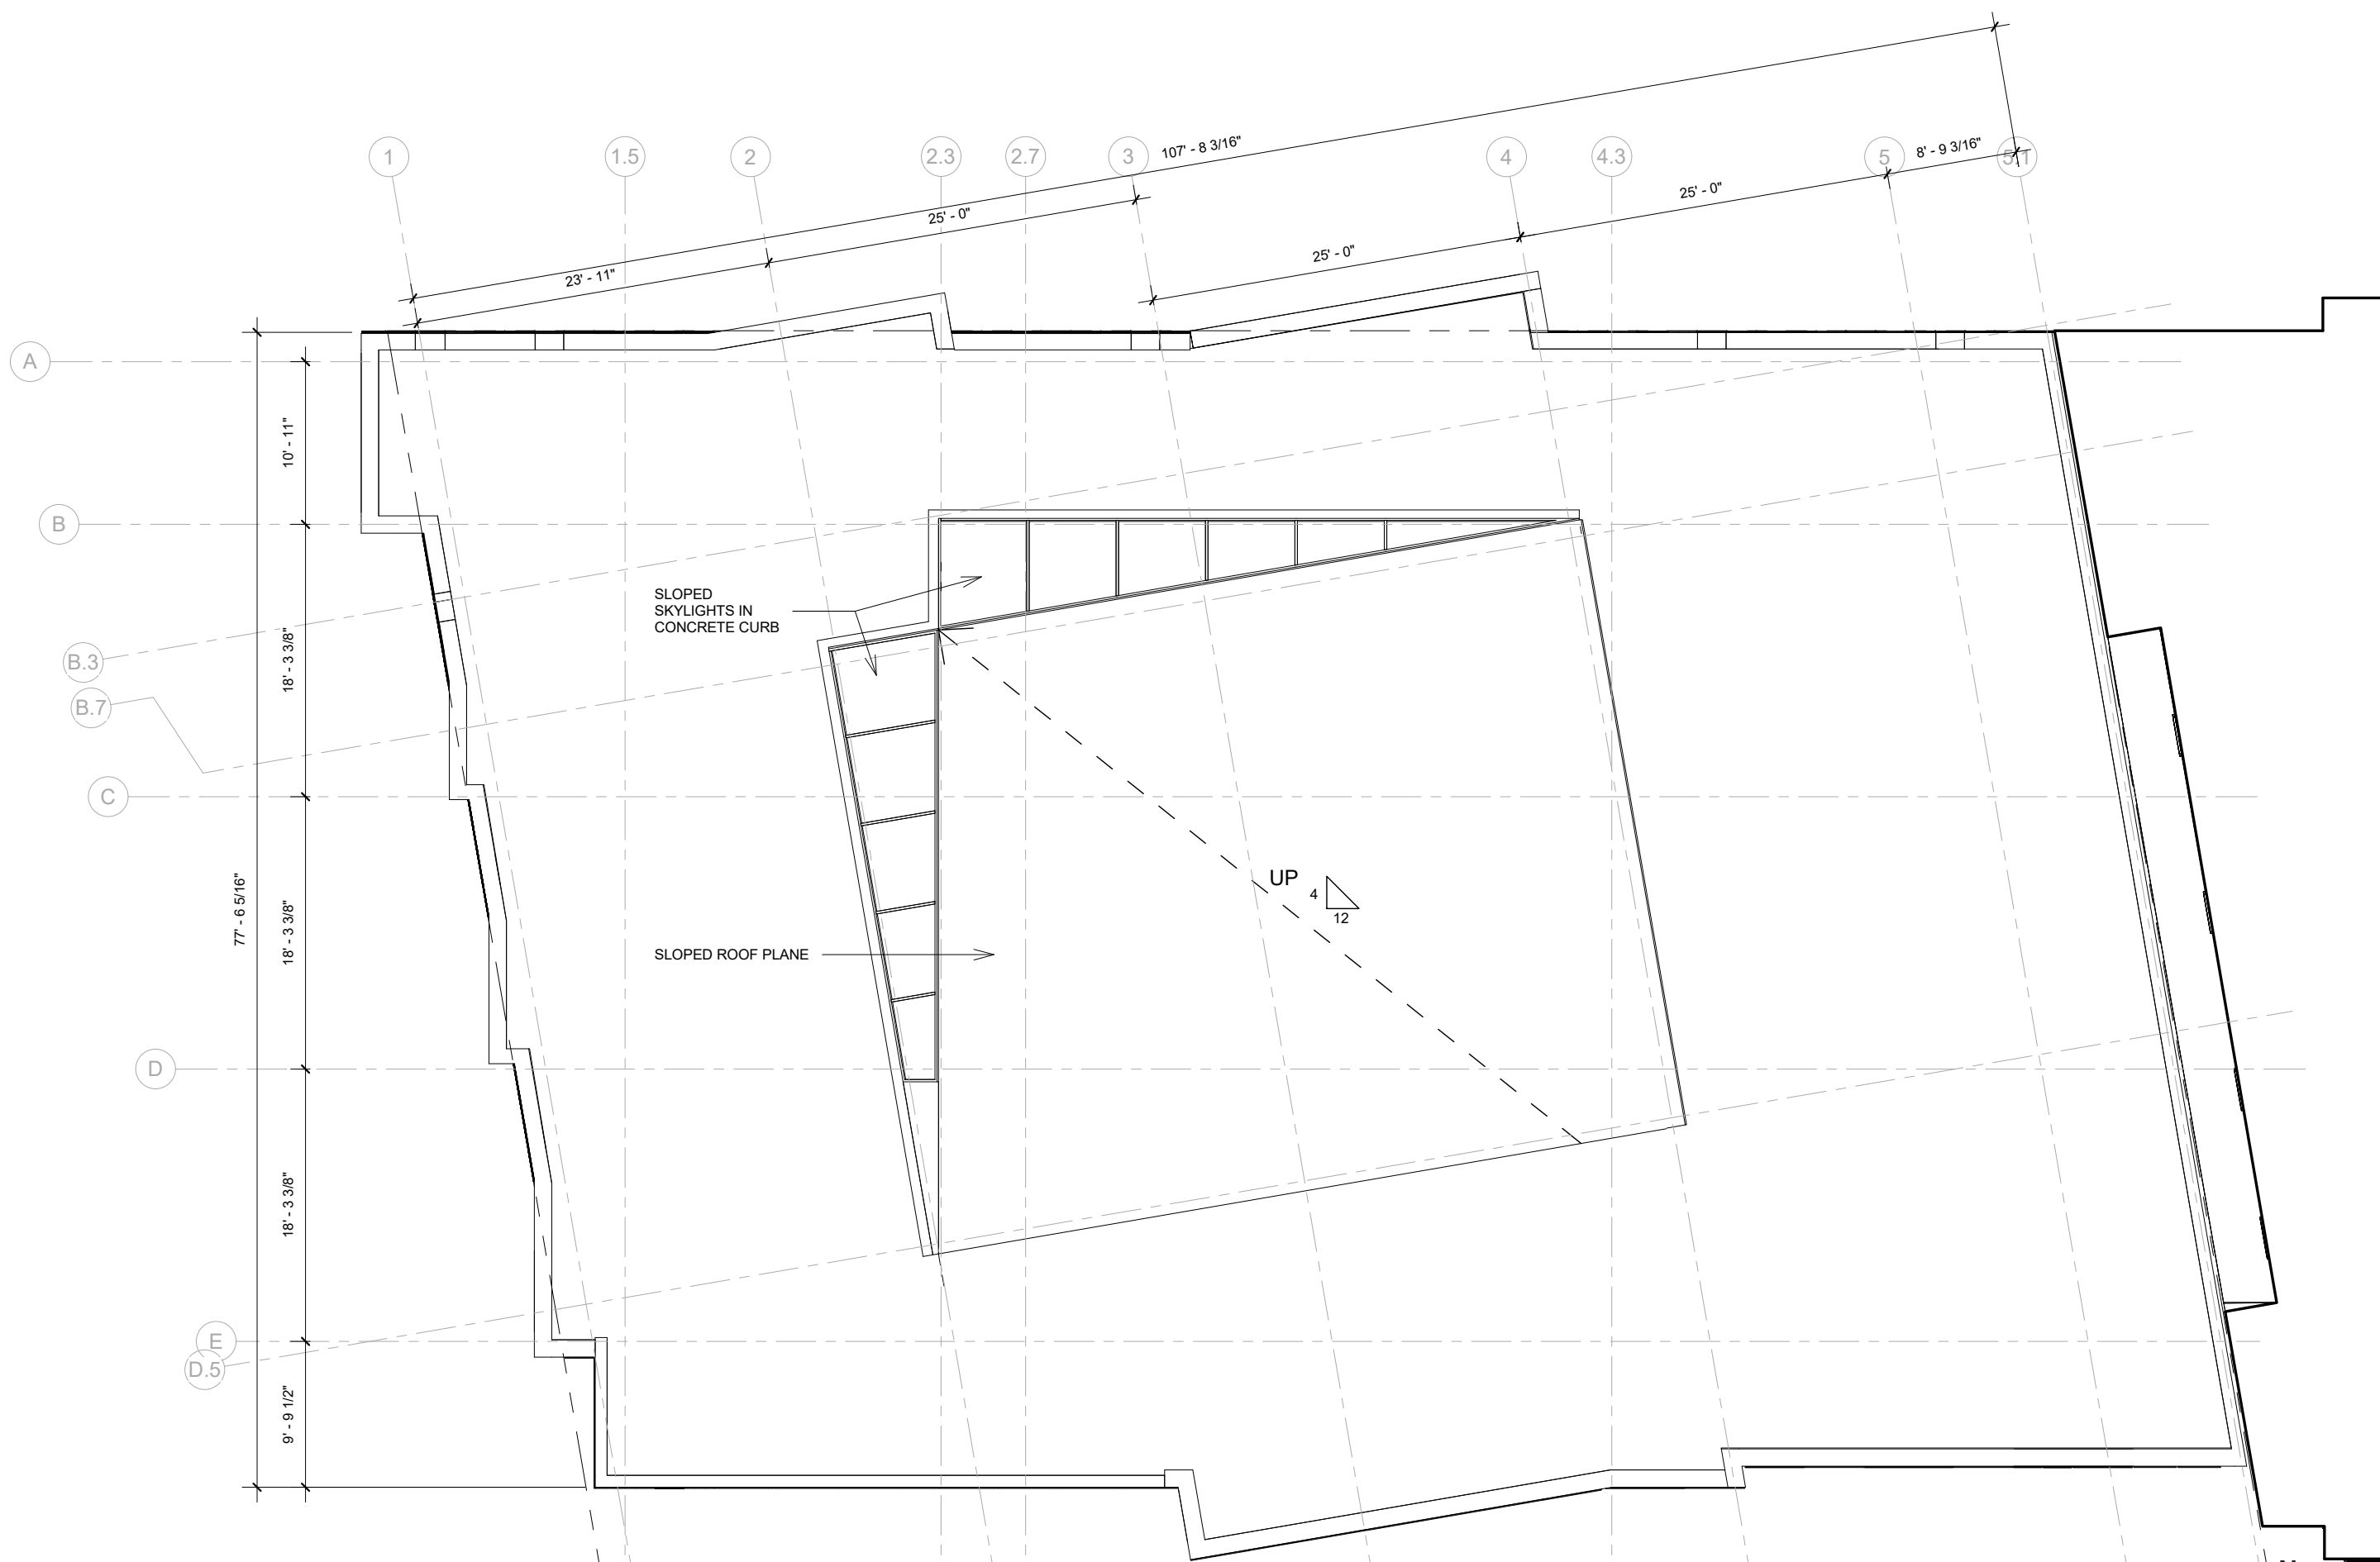 107' - 8 3/16"
8' - 9 3/16"
1
1.5
2
2.3
2.7
3
4
4.3
5
5.1
25' - 0"
25' - 0"
25' - 0"
23' - 11"
A
10' - 11"
B
SLOPED
SKYLIGHTS IN
CONCRETE CURB
B.3
18' - 3 3/8"
B.7
C
UP
4
12
77' - 6 5/16"
18' - 3 3/8"
SLOPED ROOF PLANE
D
18' - 3 3/8"
E
D.5
9' - 9 1/2"